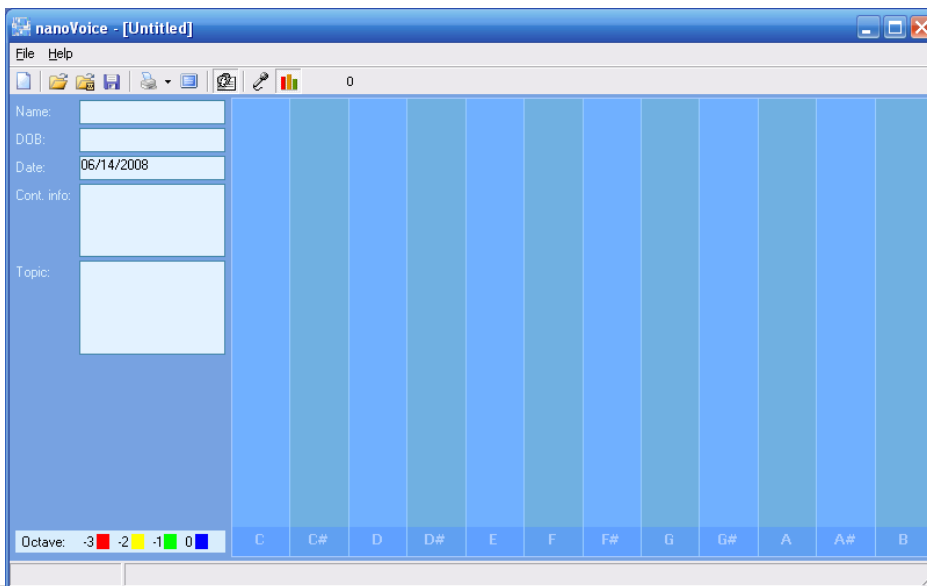 nanoVoice - [Untitled]
File Help
0
Name:
DOB:
Date: 06/14/2008
Cont. info:
Topic:
Octave: -3 -2 -1 0
C C# D D# E F F# G G# A A# B